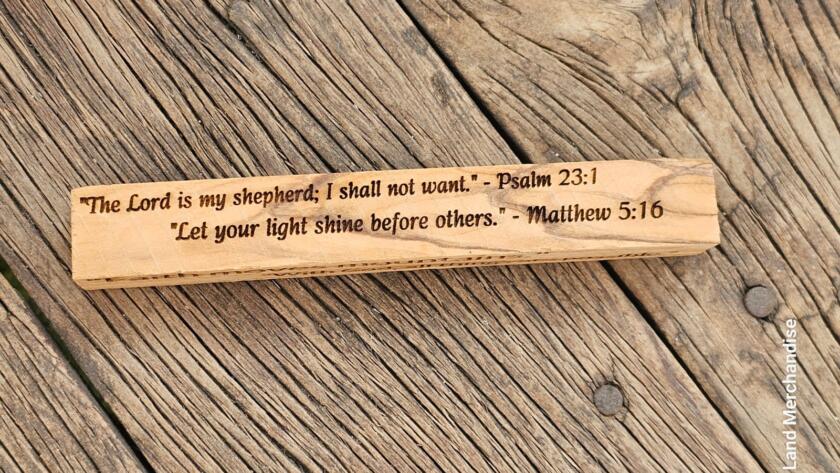 "The Lord is my shepherd; I shall not want." - Psalm 23:1
"Let your light shine before others." - Matthew 5:16
Land Merchandise